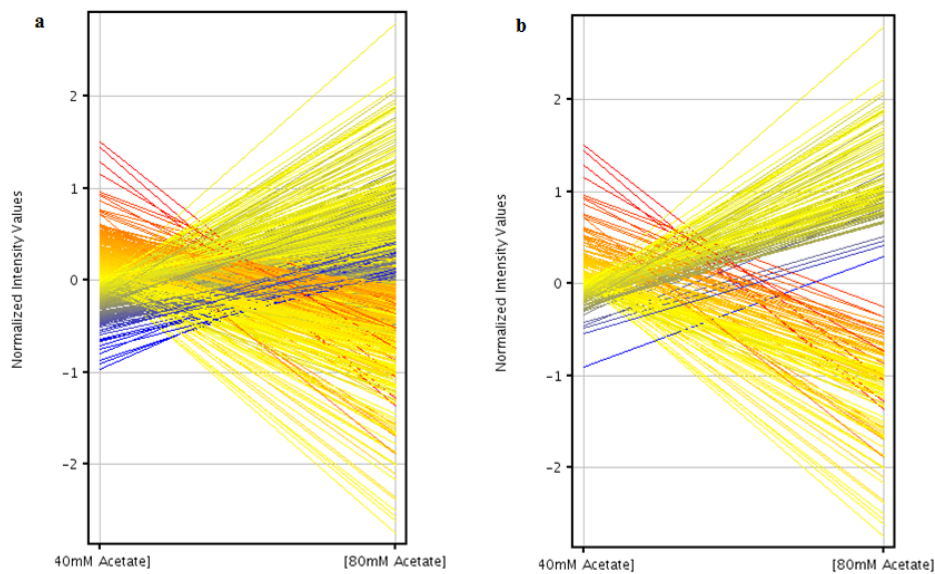 a
b
Normalized Intensity Values
2
1
0
-1
-2
40mM Acetate]
[80mM Acetate]
Normalized Intensity Values
2
1
0
-1
-2
40mM Acetate]
[80mM Acetate]